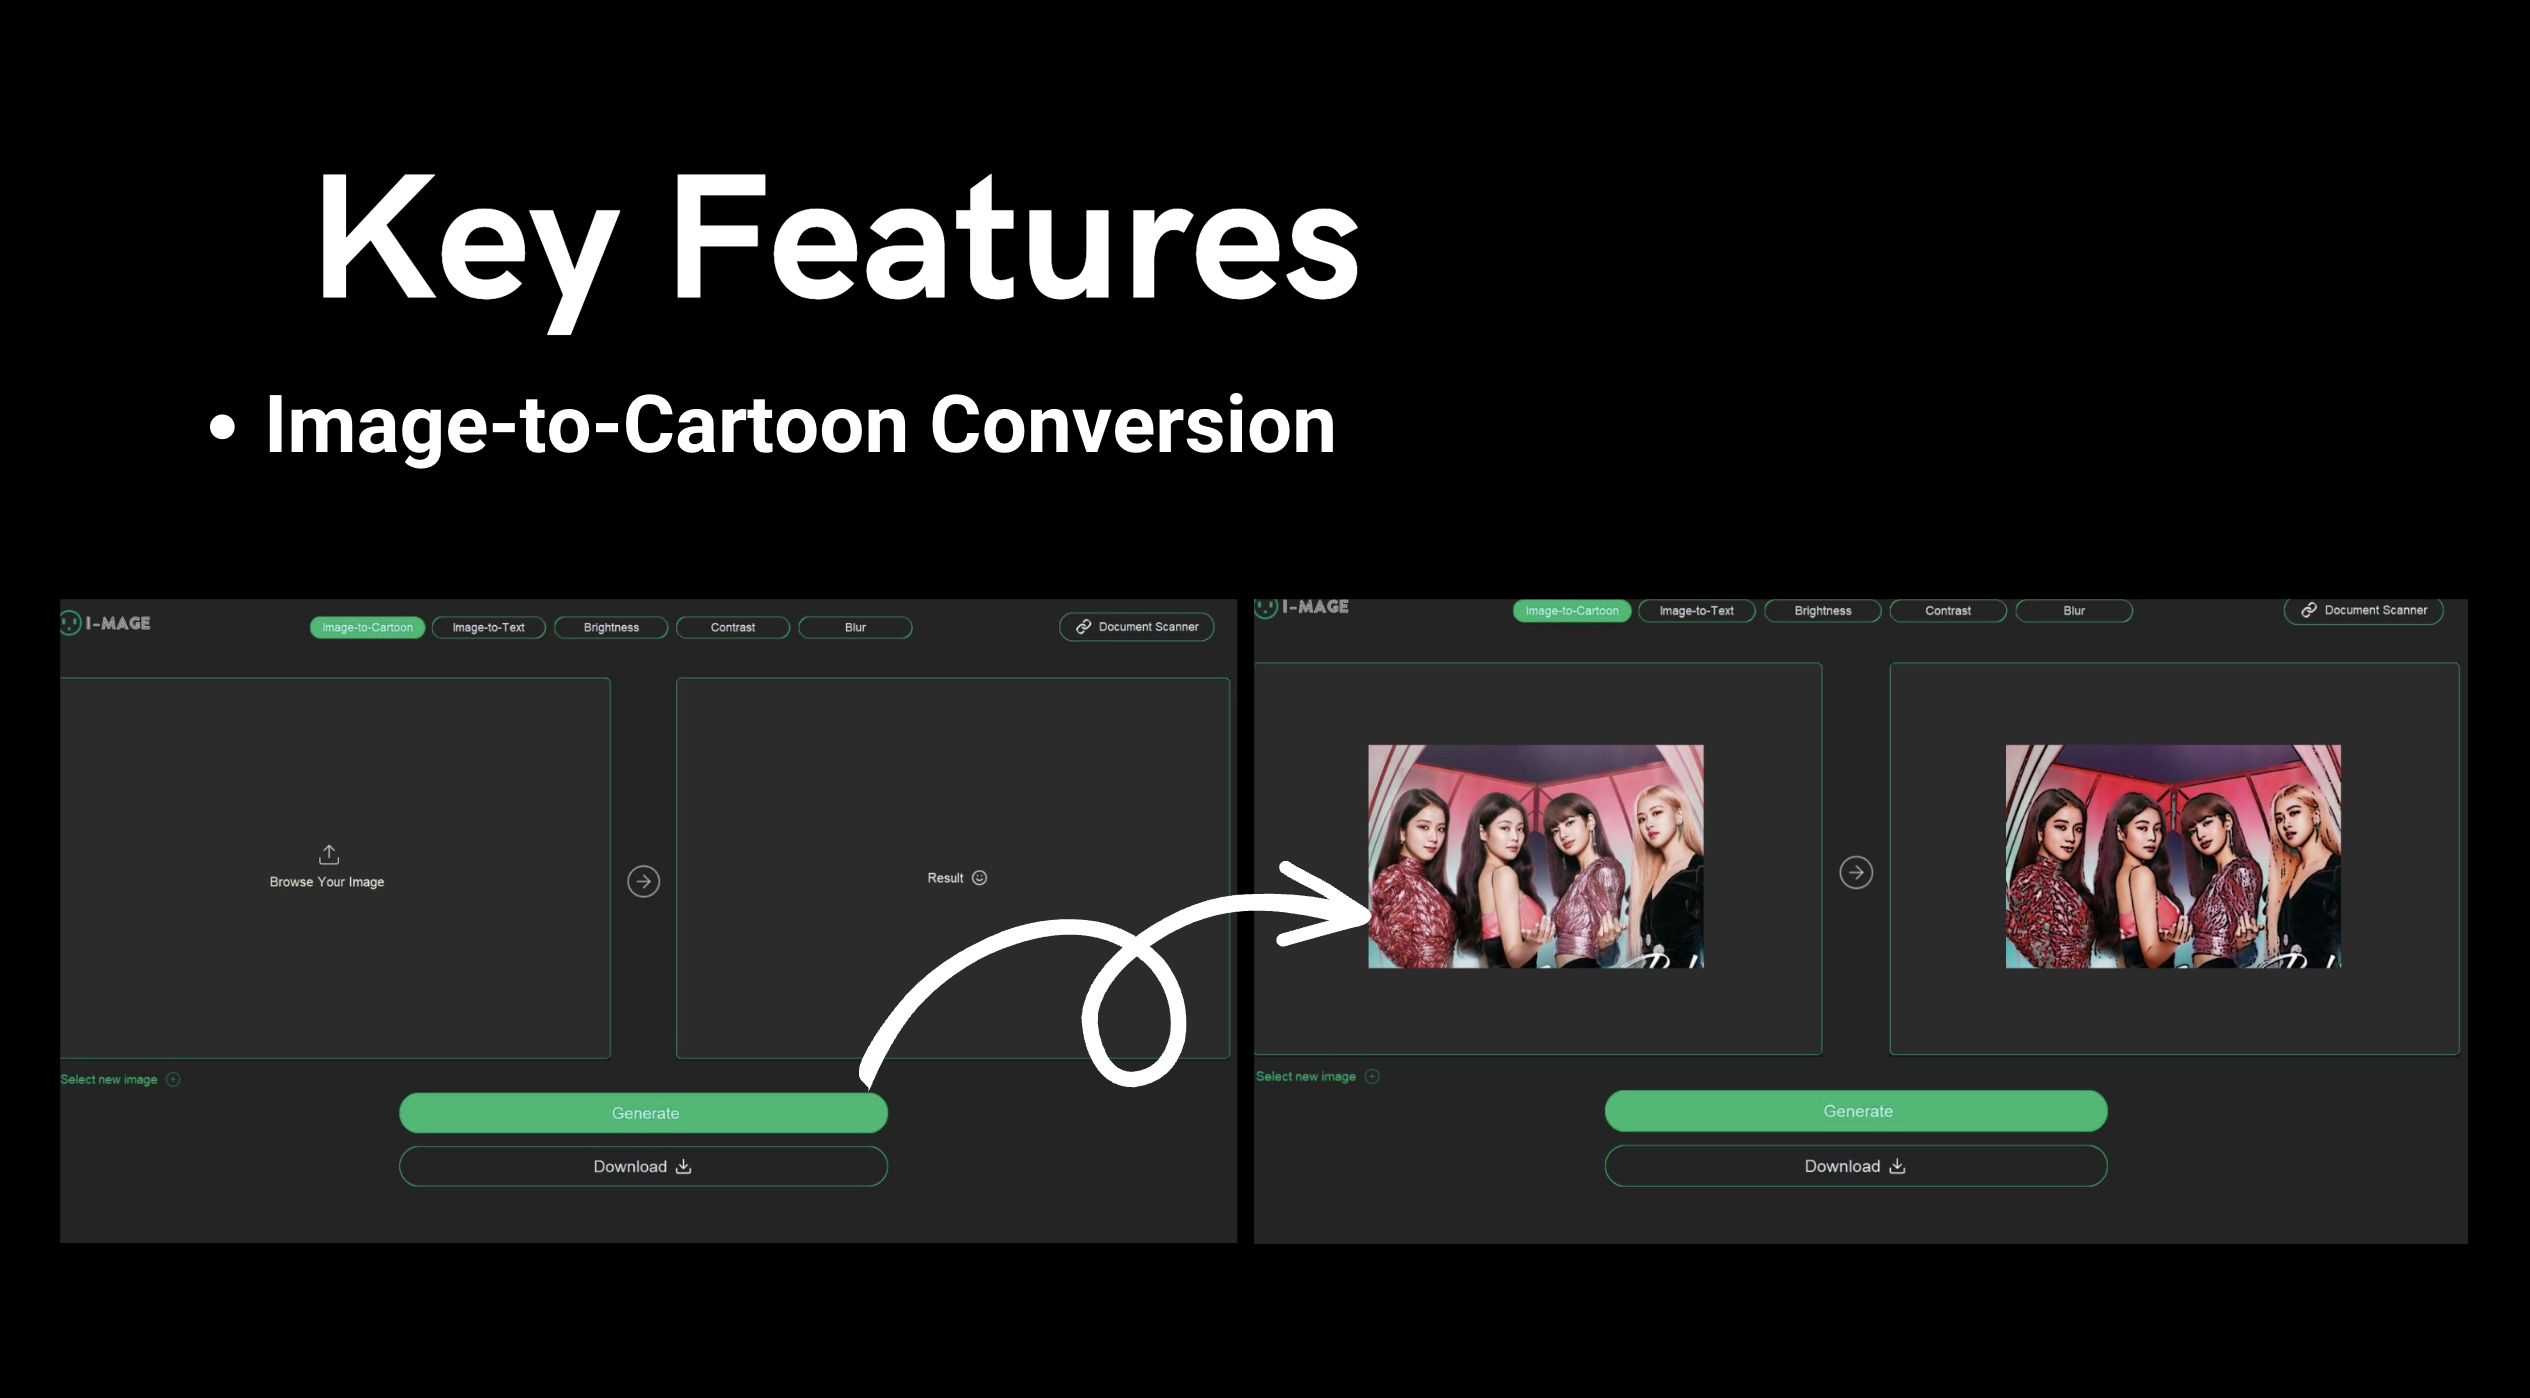 Key Features
• Image-to-Cartoon Conversion
I-MAGE
Image-to-Cartoon
Image-to-Text
Brightness
Contrast
Blur
Document Scanner
Browse Your Image
Result
Select new image
Generate
Download
I-MAGE
Image-to-Cartoon
Image-to-Text
Brightness
Contrast
Blur
Document Scanner
Select new image
Generate
Download